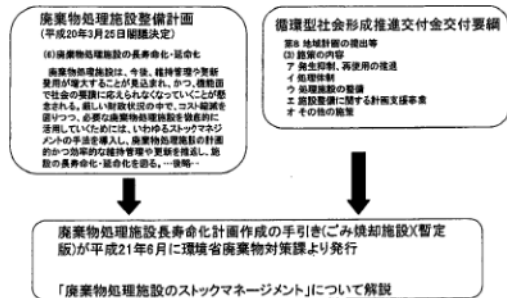 廃棄物処理施設整備計画
(平成20年3月25日閣議決定)
(6)廃棄物処理施設の長寿命化・延命化
廃棄物処理施設は、今後、維持管理や更新
費用が増大することが見込まれ、かつ、機能面
で社会の要請に応えられなくなっていくことが懸
念される。厳しい財政状況の中で、コスト縮減を
図りつつ、必要な廃棄物処理施設を徹底的に
活用していくためには、いわゆるストックマネジ
メントの手法を導入し、廃棄物処理施設の計画
的かつ効率的な維持管理や更新を推進し、施
設の長寿命化・延命化を図る。…後略…
循環型社会形成推進交付金交付要綱
第8 地域計画の提出等
(3) 施策の内容
ア 発生抑制、再使用の推進
イ 処理体制
ウ 処理施設の整備
エ 施設整備に関する計画支援事業
オ その他の施策
廃棄物処理施設長寿命化計画作成の手引き(ごみ焼却施設)(暫定
版)が平成21年6月に環境省廃棄物対策課より発行
「廃棄物処理施設のストックマネージメント」について解説